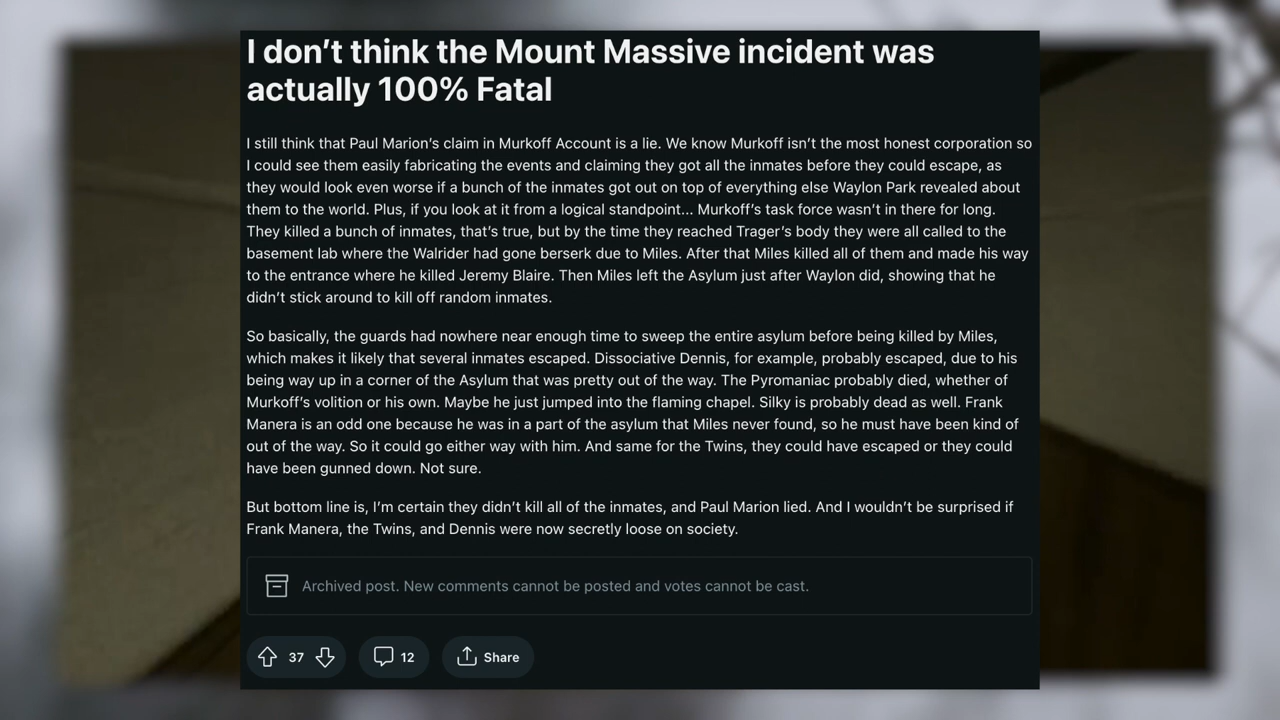 I don’t think the Mount Massive incident was
actually 100% Fatal
I still think that Paul Marion’s claim in Murkoff Account is a lie. We know Murkoff isn’t the most honest corporation so
I could see them easily fabricating the events and claiming they got all the inmates before they could escape, as
they would look even worse if a bunch of the inmates got out on top of everything else Waylon Park revealed about
them to the world. Plus, if you look at it from a logical standpoint... Murkoff’s task force wasn’t in there for long.
They killed a bunch of inmates, that’s true, but by the time they reached Trager’s body they were all called to the
basement lab where the Walrider had gone berserk due to Miles. After that Miles killed all of them and made his way
to the entrance where he killed Jeremy Blaire. Then Miles left the Asylum just after Waylon did, showing that he
didn’t stick around to kill off random inmates.
So basically, the guards had nowhere near enough time to sweep the entire asylum before being killed by Miles,
which makes it likely that several inmates escaped. Dissociative Dennis, for example, probably escaped, due to his
being way up in a corner of the Asylum that was pretty out of the way. The Pyromaniac probably died, whether of
Murkoff’s volition or his own. Maybe he just jumped into the flaming chapel. Silky is probably dead as well. Frank
Manera is an odd one because he was in a part of the asylum that Miles never found, so he must have been kind of
out of the way. So it could go either way with him. And same for the Twins, they could have escaped or they could
have been gunned down. Not sure.
But bottom line is, I’m certain they didn’t kill all of the inmates, and Paul Marion lied. And I wouldn’t be surprised if
Frank Manera, the Twins, and Dennis were now secretly loose on society.
Archived post. New comments cannot be posted and votes cannot be cast.
37 12 Share